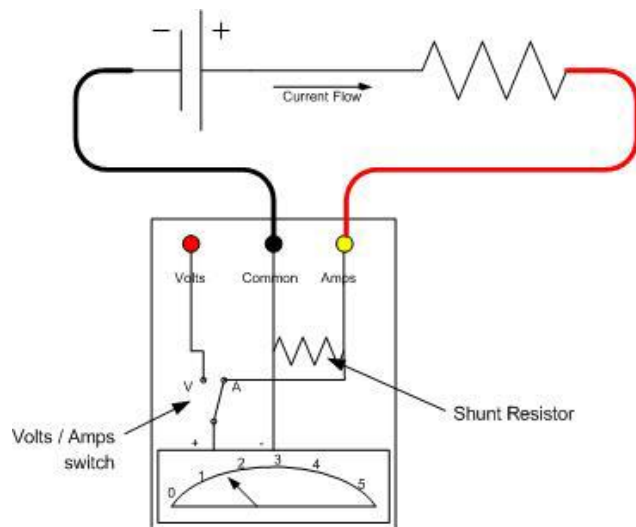 − +
Current Flow
Volts Common Amps
V A
Shunt Resistor
Volts / Amps
switch
+ -
0 1 2 3 4 5